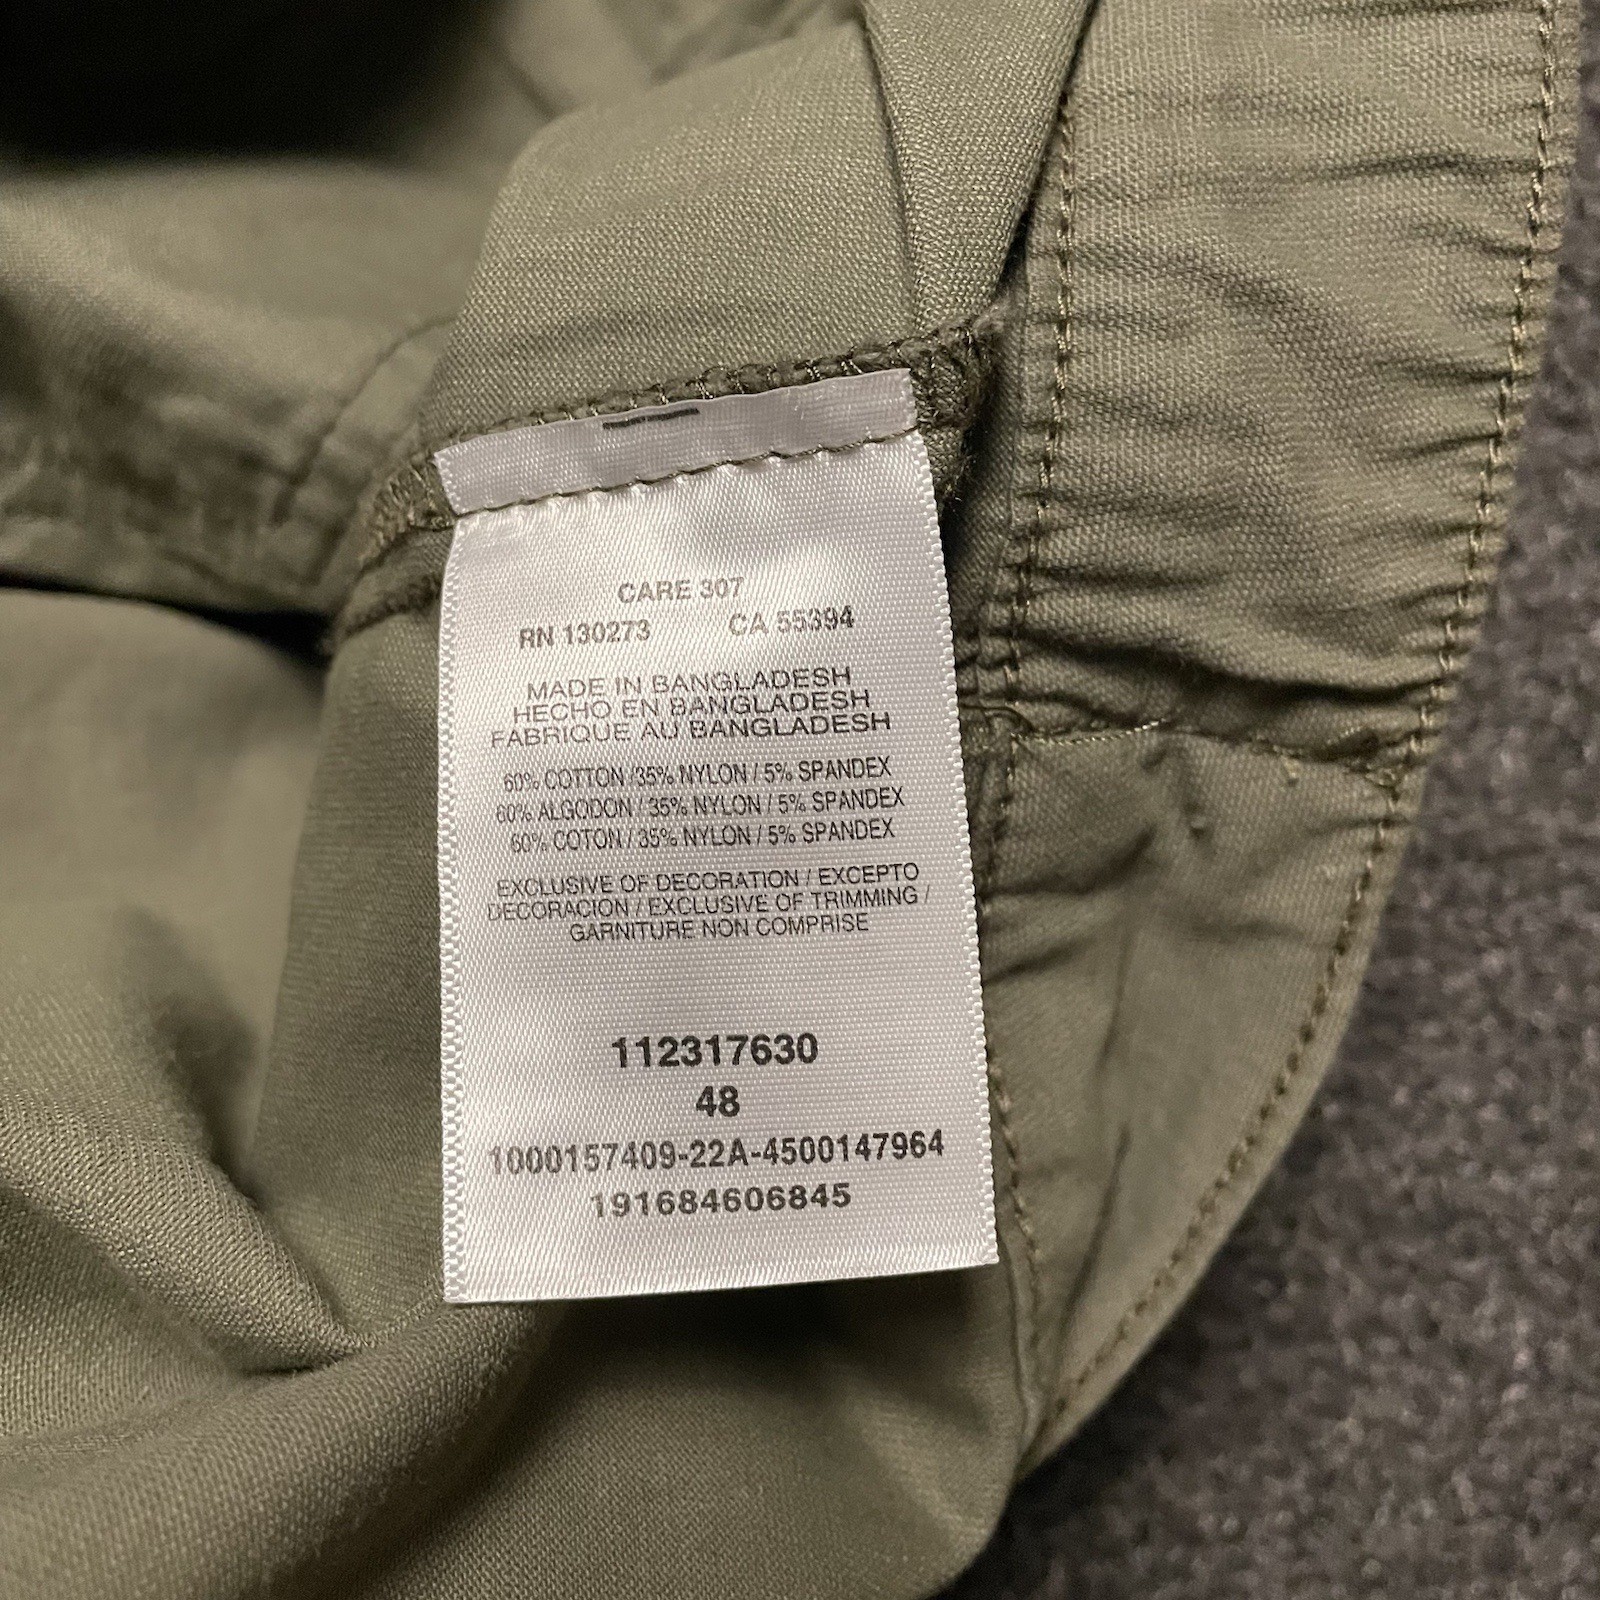 CARE 307
RN 130273 CA 55394
MADE IN BANGLADESH
HECHO EN BANGLADESH
FABRIQUE AU BANGLADESH
60% COTTON / 35% NYLON / 5% SPANDEX
60% ALGODON / 35% NYLON / 5% SPANDEX
60% COTON / 35% NYLON / 5% SPANDEX
EXCLUSIVE OF DECORATION / EXCEPTO
DECORACION / EXCLUSIVE OF TRIMMING /
GARNITURE NON COMPRISE
112317630
48
1000157409-22A-4500147964
191684606845